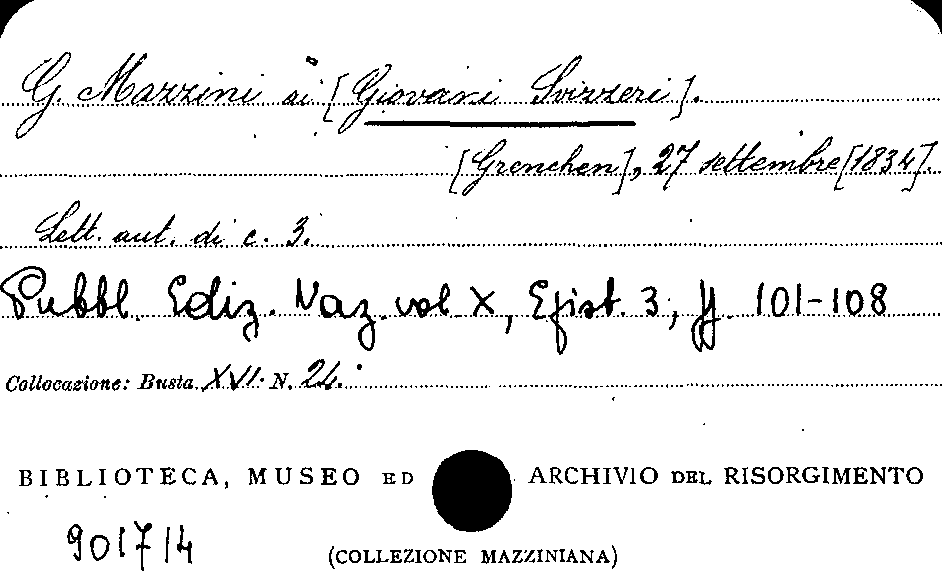 G. Mazzini ai [Giovani Svizzeri].
[Grenchen], 27 settembre [1834].
Lett. aut. di c. 3.
Pubbl. Ediz. Naz. vol. X, Epist. 3, pp. 101-108
Collocazione: Busta XVI. N. 24.
BIBLIOTECA, MUSEO ED ARCHIVIO DEL RISORGIMENTO
901714
(COLLEZIONE MAZZINIANA)